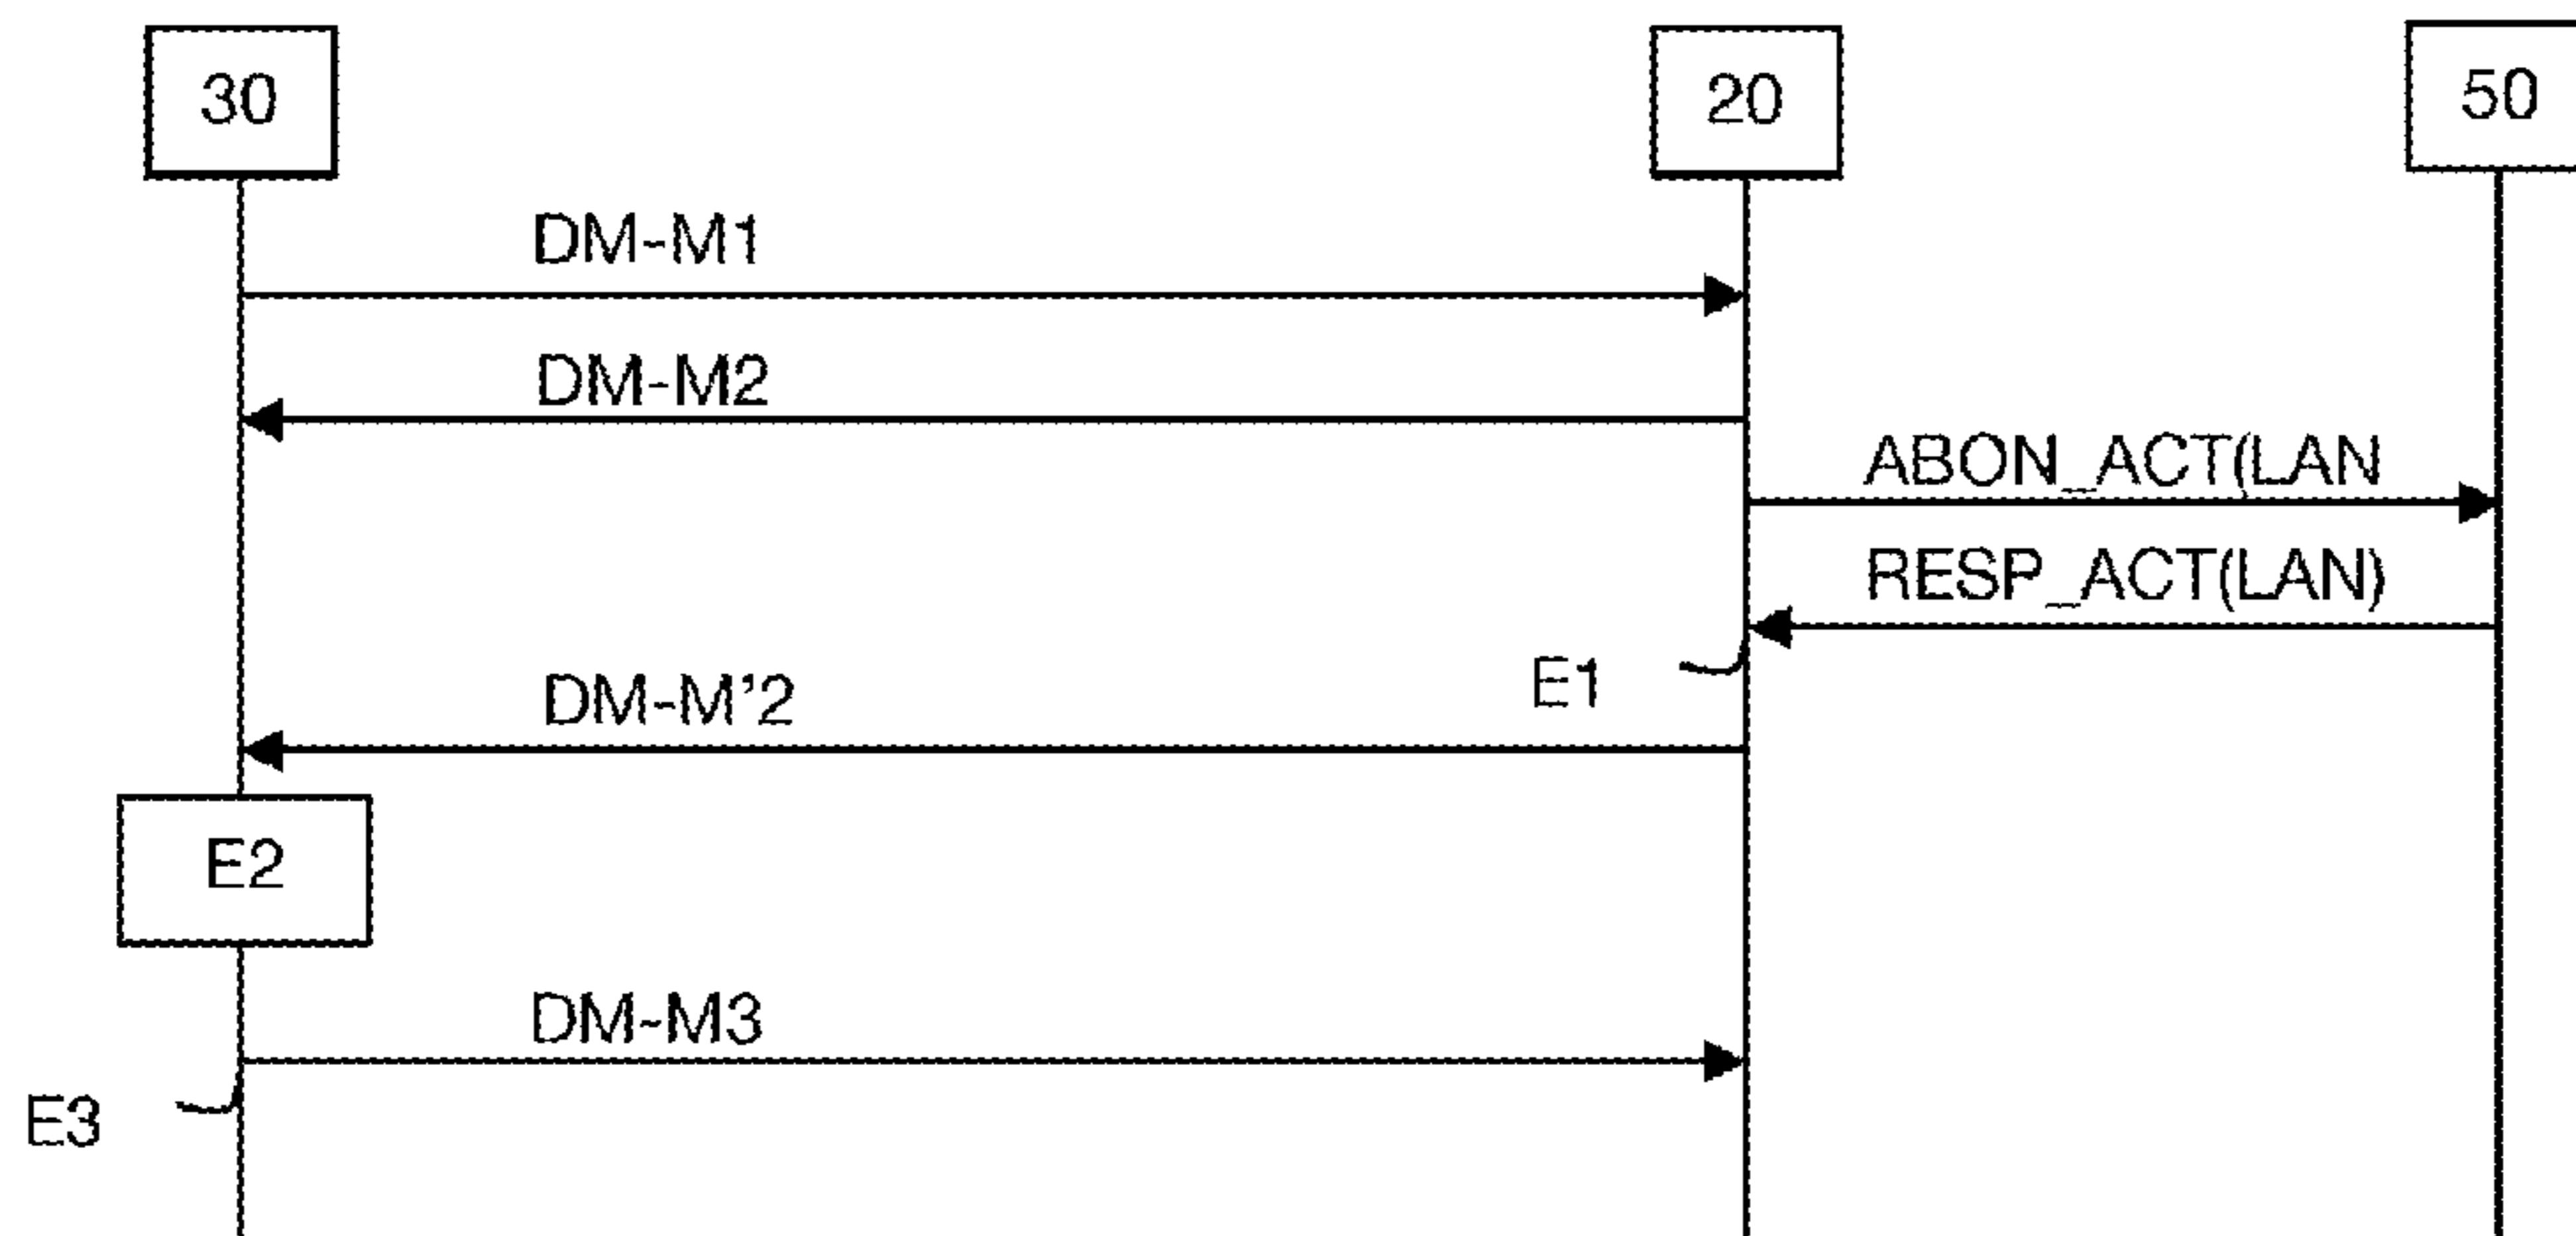 30
20
50
DM-M1
DM-M2
ABON_ACT(LAN
RESP_ACT(LAN)
E1
DM-M'2
E2
DM-M3
E3